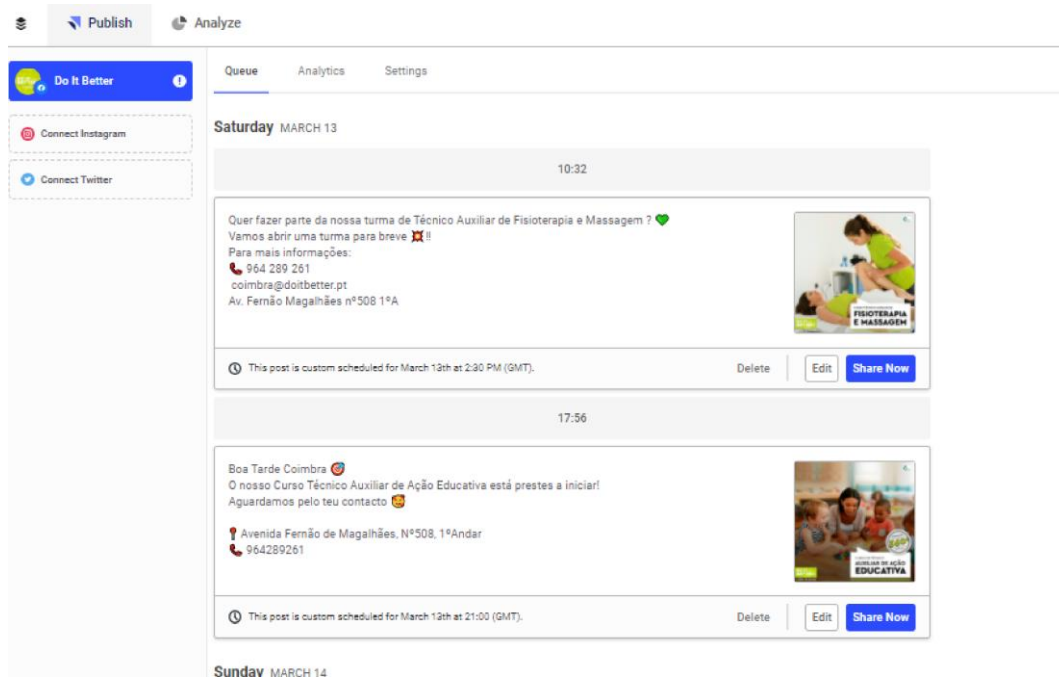 Publish
Analyze
Do It Better
Connect Instagram
Connect Twitter
Queue
Analytics
Settings
Saturday MARCH 13
10:32
Quer fazer parte da nossa turma de Técnico Auxiliar de Fisioterapia e Massagem ? 💚
Vamos abrir uma turma para breve 💥‼
Para mais informações:
📞 964 289 261
coimbra@doitbetter.pt
Av. Fernão Magalhães nº508 1ºA
FISIOTERAPIA
E MASSAGEM
This post is custom scheduled for March 13th at 2:30 PM (GMT).
Delete
Edit
Share Now
17:56
Boa Tarde Coimbra 🎯
O nosso Curso Técnico Auxiliar de Ação Educativa está prestes a iniciar!
Aguardamos pelo teu contacto 🥰
📍 Avenida Fernão de Magalhães, Nº508, 1ºAndar
📞 964289261
AUXILIAR DE AÇÃO
EDUCATIVA
This post is custom scheduled for March 13th at 21:00 (GMT).
Delete
Edit
Share Now
Sunday MARCH 14